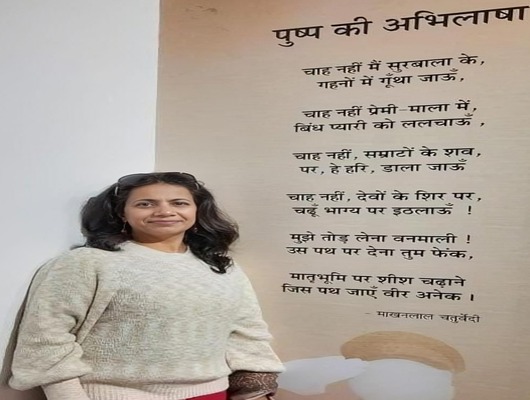 पुष्प की अभिलाषा
चाह नहीं मैं सुरबाला के,
गहनों में गूँथा जाऊँ,
चाह नहीं प्रेमी-माला में,
बिंध प्यारी को ललचाऊँ ,
चाह नहीं, सम्राटों के शव,
पर, हे हरि, डाला जाऊँ
चाह नहीं, देवों के शिर पर,
चढ़ूँ भाग्य पर इठलाऊँ !
मुझे तोड़ लेना वनमाली !
उस पथ पर देना तुम फेंक,
मातृभूमि पर शीश चढ़ाने
जिस पथ जाएँ वीर अनेक ।
- माखनलाल चतुर्वेदी